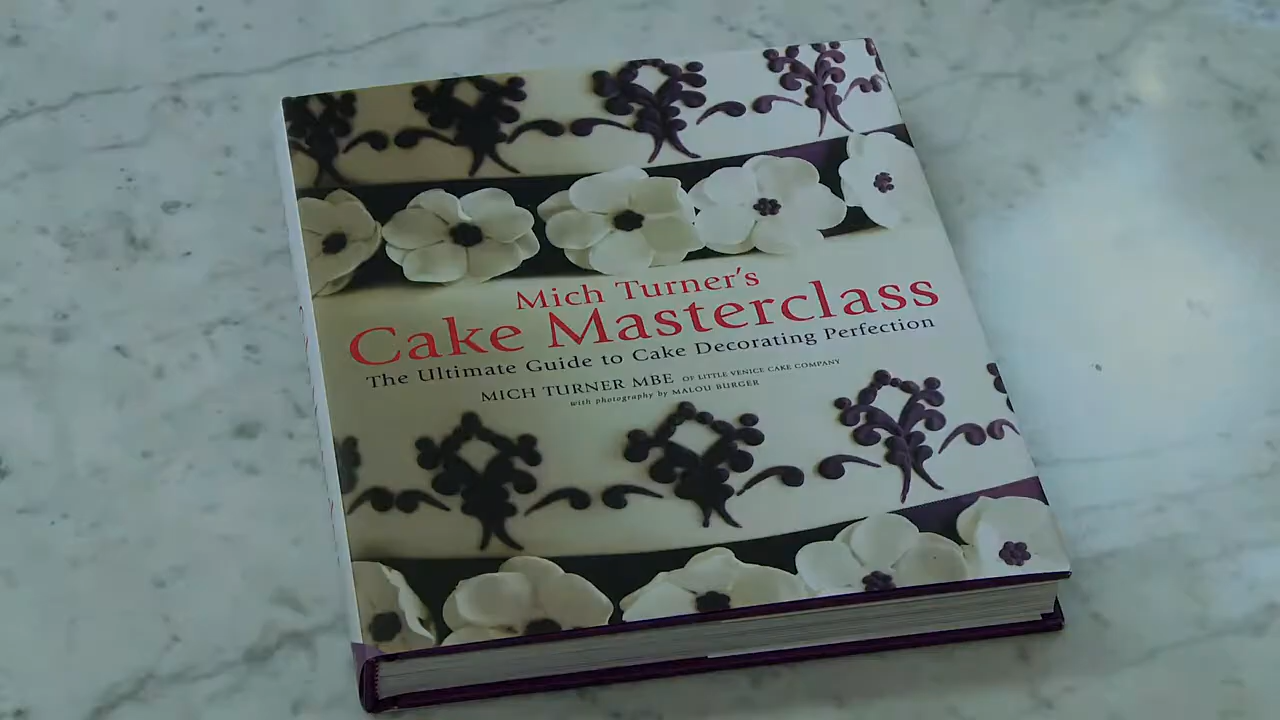 Mich Turner's
Cake Masterclass
The Ultimate Guide to Cake Decorating Perfection
MICH TURNER MBE OF LITTLE VENICE CAKE COMPANY
with photography by MALOU BURGER